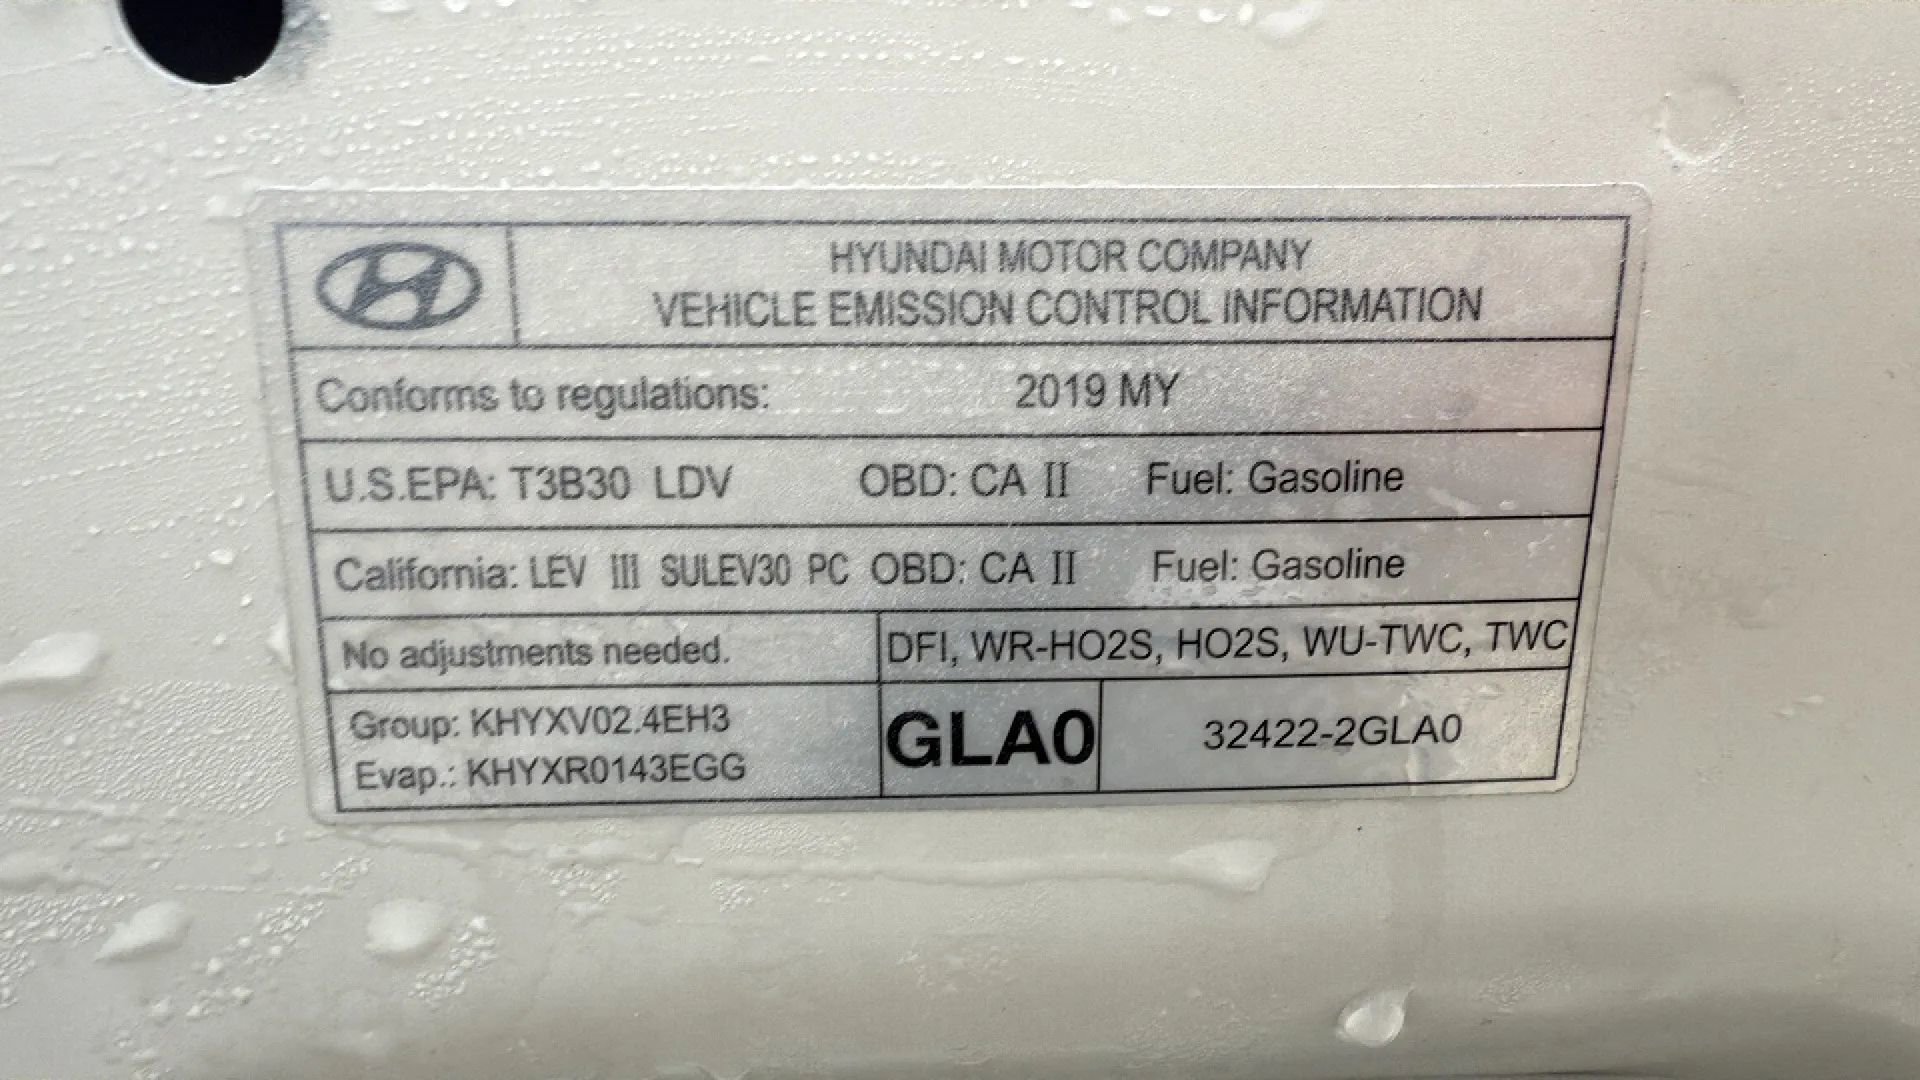 HYUNDAI MOTOR COMPANY
VEHICLE EMISSION CONTROL INFORMATION
Conforms to regulations: 2019 MY
U.S.EPA: T3B30 LDV OBD: CA II Fuel: Gasoline
California: LEV III SULEV30 PC OBD: CA II Fuel: Gasoline
No adjustments needed. DFI, WR-HO2S, HO2S, WU-TWC, TWC
Group: KHYXV02.4EH3
Evap.: KHYXR0143EGG
GLA0 32422-2GLA0